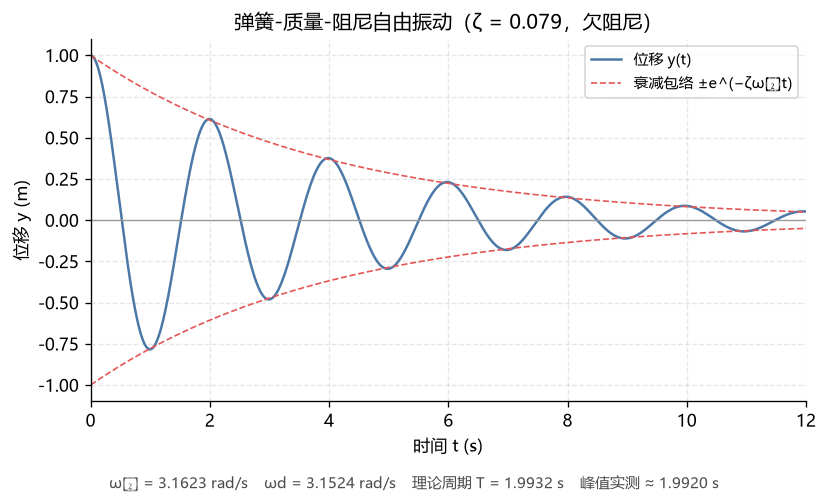 弹簧-质量-阻尼自由振动（ζ = 0.079，欠阻尼）
位移 y(t)
衰减包络 ±e^(−ζω􏿿t)
位移 y (m)
1.00
0.75
0.50
0.25
0.00
-0.25
-0.50
-0.75
-1.00
0 2 4 6 8 10 12
时间 t (s)
ω = 3.1623 rad/s ωd = 3.1524 rad/s 理论周期 T = 1.9932 s 峰值实测 ≈ 1.9920 s